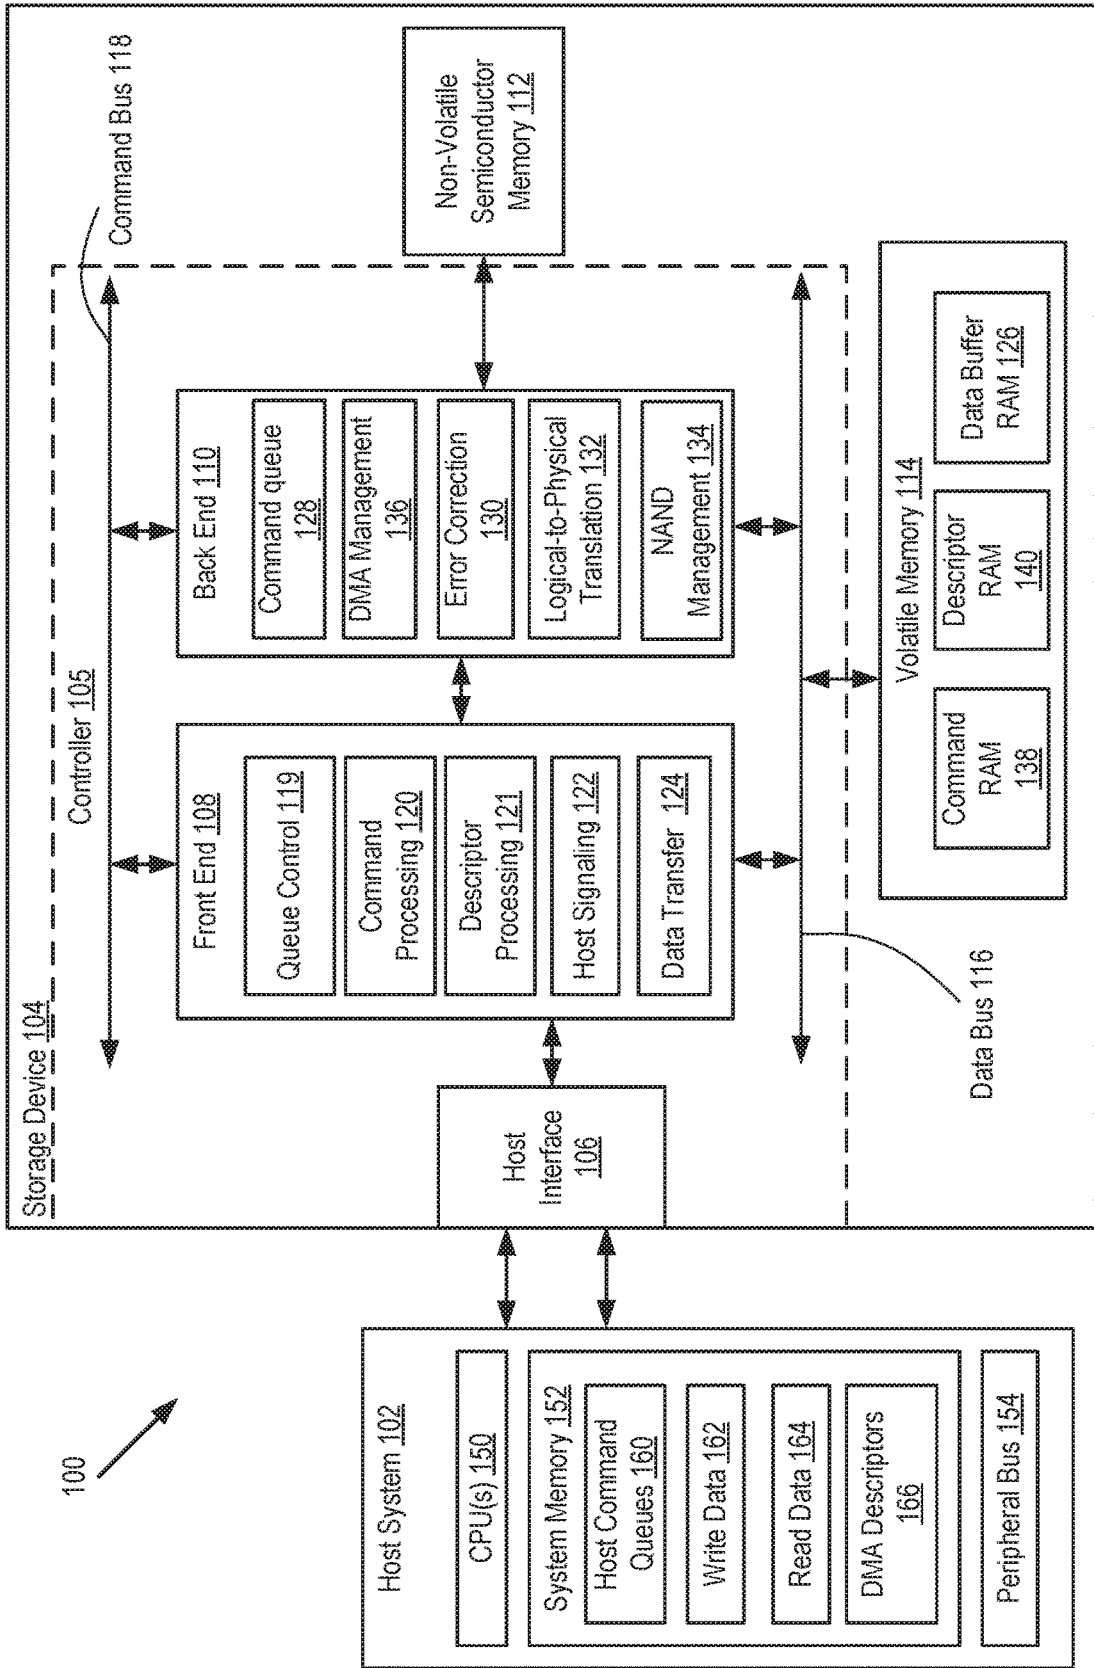 100
Host System 102
CPU(s) 150
System Memory 152
Host Command
Queues 160
Write Data 162
Read Data 164
DMA Descriptors
166
Peripheral Bus 154
Storage Device 104
Controller 105
Command Bus 118
Host
Interface
106
Front End 108
Queue Control 119
Command
Processing 120
Descriptor
Processing 121
Host Signaling 122
Data Transfer 124
Back End 110
Command queue
128
DMA Management
136
Error Correction
130
Logical-to-Physical
Translation 132
NAND
Management 134
Non-Volatile
Semiconductor
Memory 112
Data Bus 116
Volatile Memory 114
Command
RAM
138
Descriptor
RAM
140
Data Buffer
RAM 126